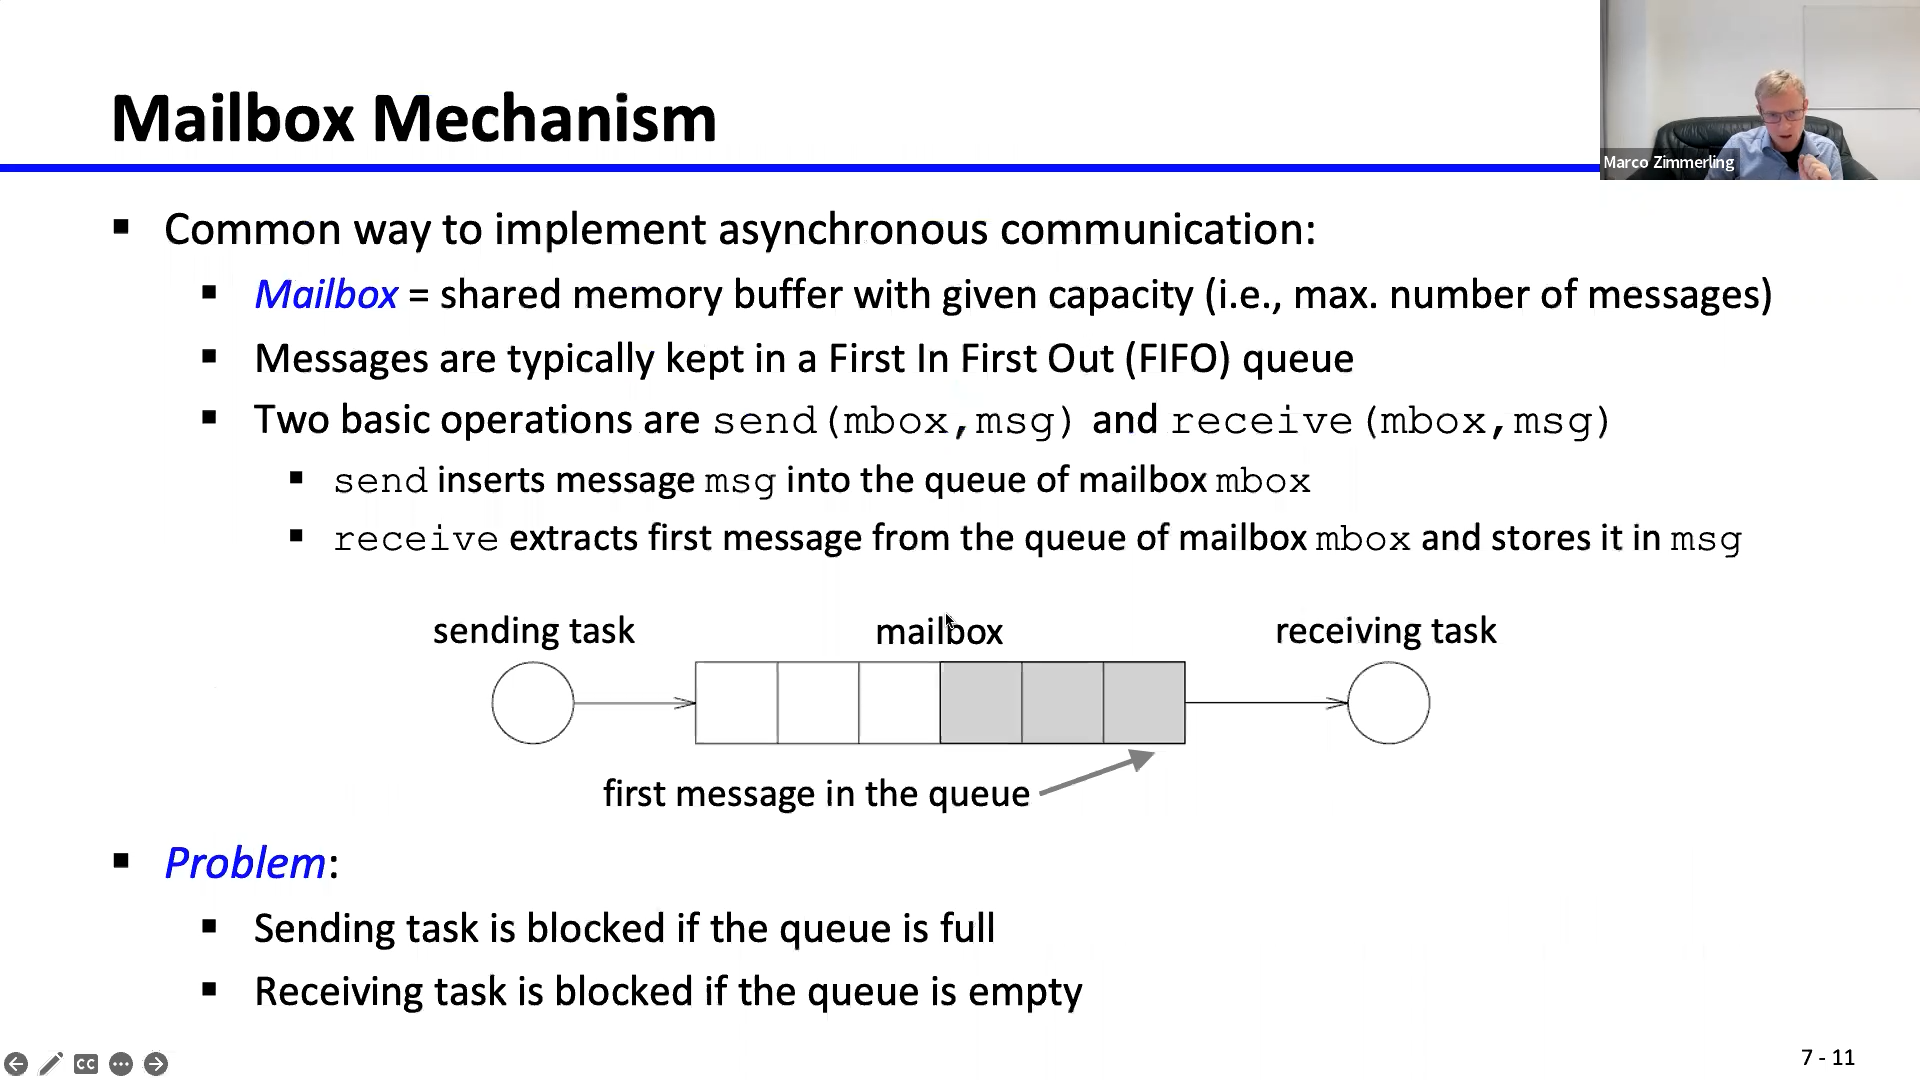 Mailbox Mechanism
Marco Zimmerling
▪ Common way to implement asynchronous communication:
▪ Mailbox = shared memory buffer with given capacity (i.e., max. number of messages)
▪ Messages are typically kept in a First In First Out (FIFO) queue
▪ Two basic operations are send(mbox,msg) and receive(mbox,msg)
▪ send inserts message msg into the queue of mailbox mbox
▪ receive extracts first message from the queue of mailbox mbox and stores it in msg
sending task
mailbox
receiving task
first message in the queue
▪ Problem:
▪ Sending task is blocked if the queue is full
▪ Receiving task is blocked if the queue is empty
CC
7 - 11